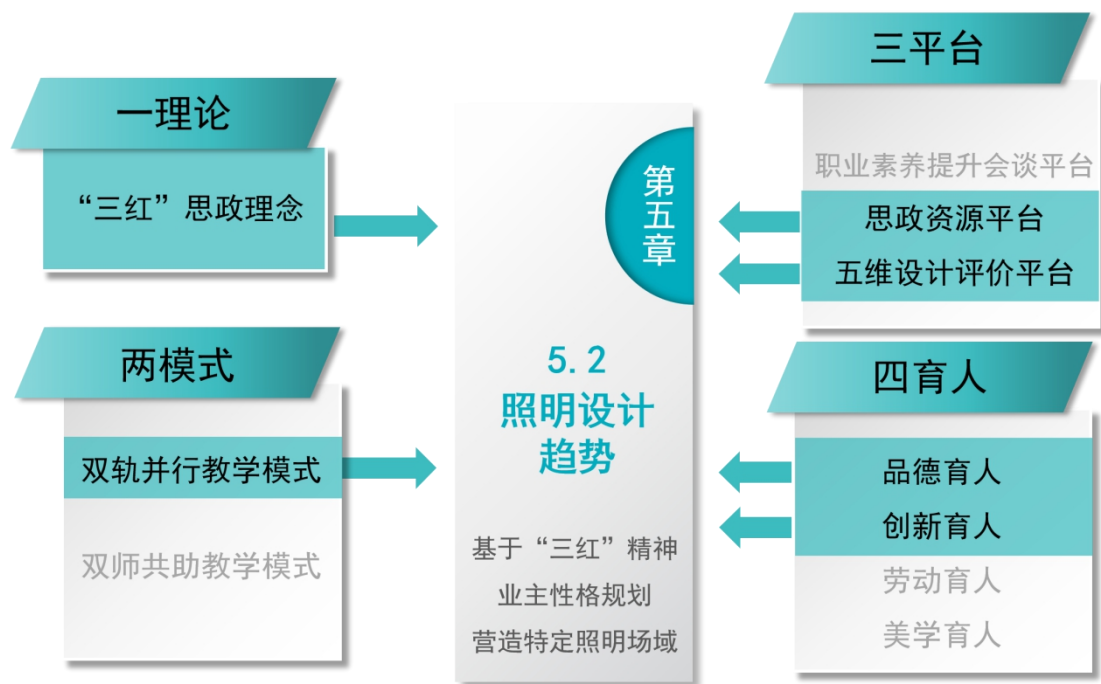 一理论
“三红”思政理念
两模式
双轨并行教学模式
双师共助教学模式
第五章
5.2
照明设计
趋势
基于“三红”精神
业主性格规划
营造特定照明场域
三平台
职业素养提升会谈平台
思政资源平台
五维设计评价平台
四育人
品德育人
创新育人
劳动育人
美学育人